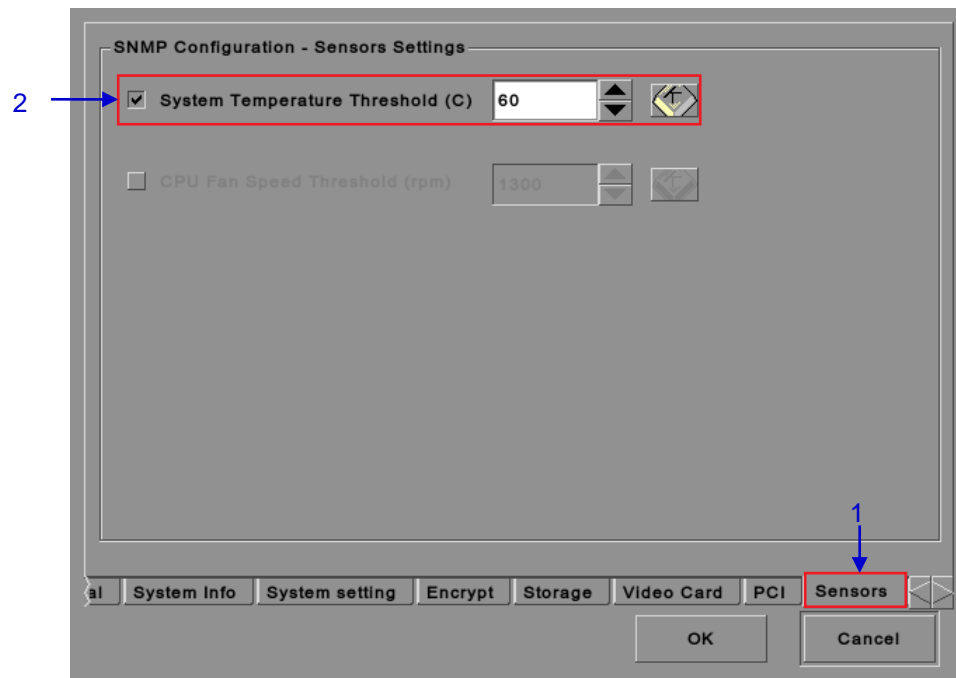 SNMP Configuration - Sensors Settings
2
System Temperature Threshold (C) 60
CPU Fan Speed Threshold (rpm) 1300
1
al System Info System setting Encrypt Storage Video Card PCI Sensors
OK Cancel